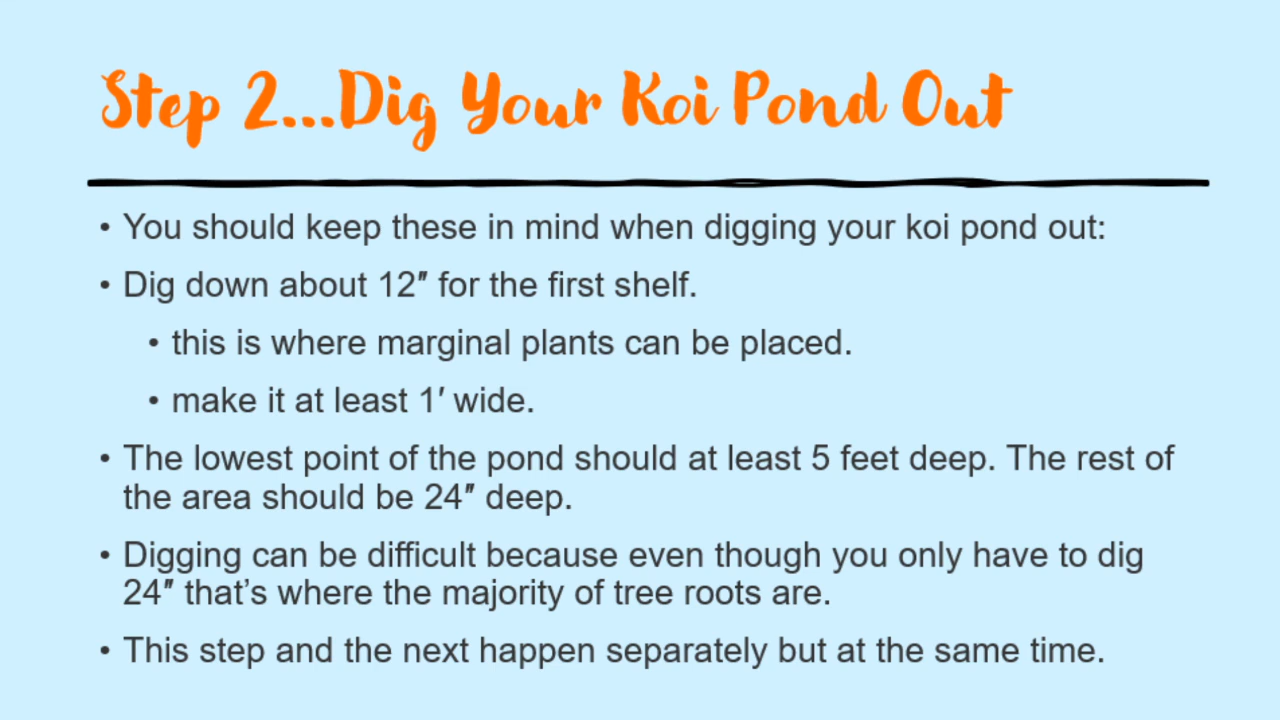 Step 2...Dig Your Koi Pond Out
• You should keep these in mind when digging your koi pond out:
• Dig down about 12″ for the first shelf.
• this is where marginal plants can be placed.
• make it at least 1′ wide.
• The lowest point of the pond should at least 5 feet deep. The rest of
the area should be 24″ deep.
• Digging can be difficult because even though you only have to dig
24″ that’s where the majority of tree roots are.
• This step and the next happen separately but at the same time.